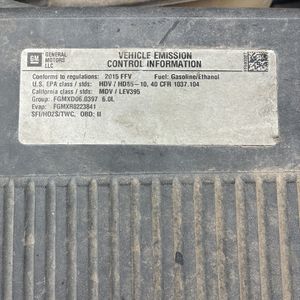 GM
GENERAL
MOTORS
LLC
VEHICLE EMISSION
CONTROL INFORMATION
Conforms to regulations: 2015 FFV Fuel: Gasoline/Ethanol
U.S. EPA class / stds: HDV / HD55-10, 40 CFR 1037.104
California class / stds: MDV / LEV395
Group: FGMXD06.0397 6.0L
Evap: FGMXR0223841
SFI/HO2S/TWC, OBD: II